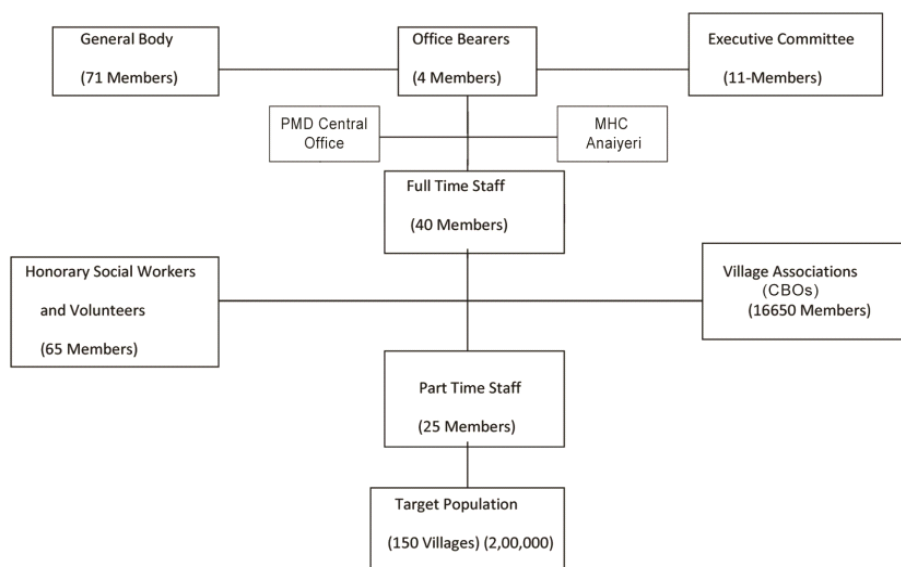 General Body
(71 Members)
Office Bearers
(4 Members)
Executive Committee
(11-Members)
PMD Central
Office
MHC
Anaiyeri
Full Time Staff
(40 Members)
Honorary Social Workers
and Volunteers
(65 Members)
Village Associations
(CBOs)
(16650 Members)
Part Time Staff
(25 Members)
Target Population
(150 Villages) (2,00,000)